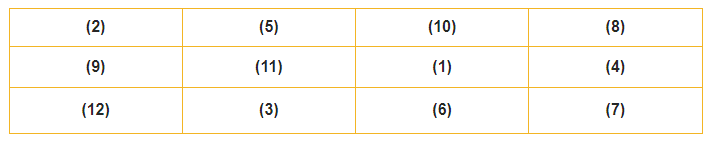 (2) (5) (10) (8)
(9) (11) (1) (4)
(12) (3) (6) (7)